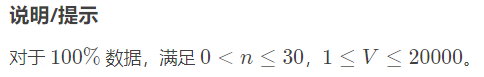 说明/提示
对于 100% 数据，满足 0 < n ≤ 30，1 ≤ V ≤ 20000。